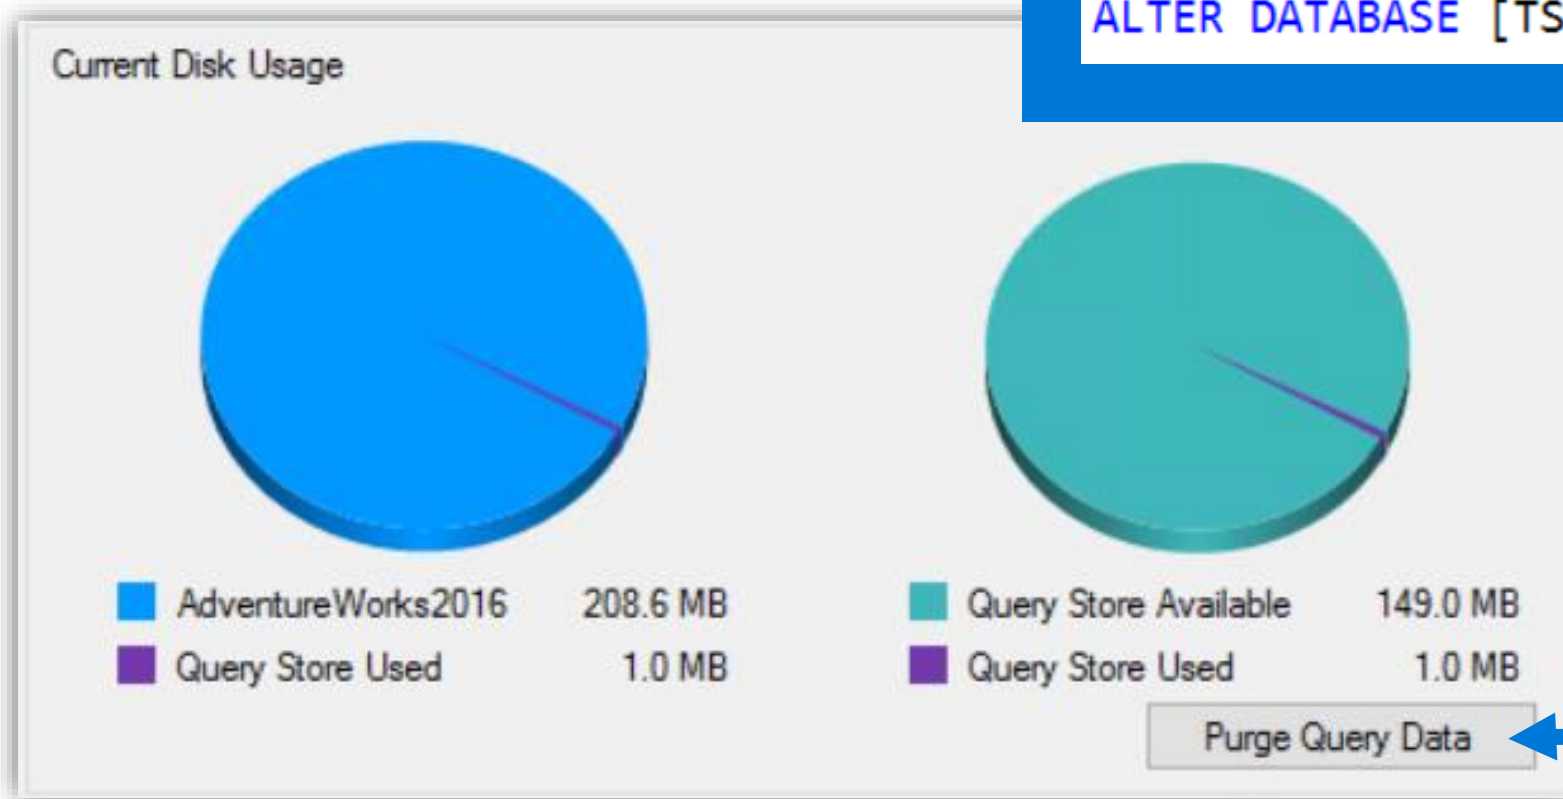 ALTER DATABASE [TS
Current Disk Usage
AdventureWorks2016 208.6 MB
Query Store Used 1.0 MB
Query Store Available 149.0 MB
Query Store Used 1.0 MB
Purge Query Data